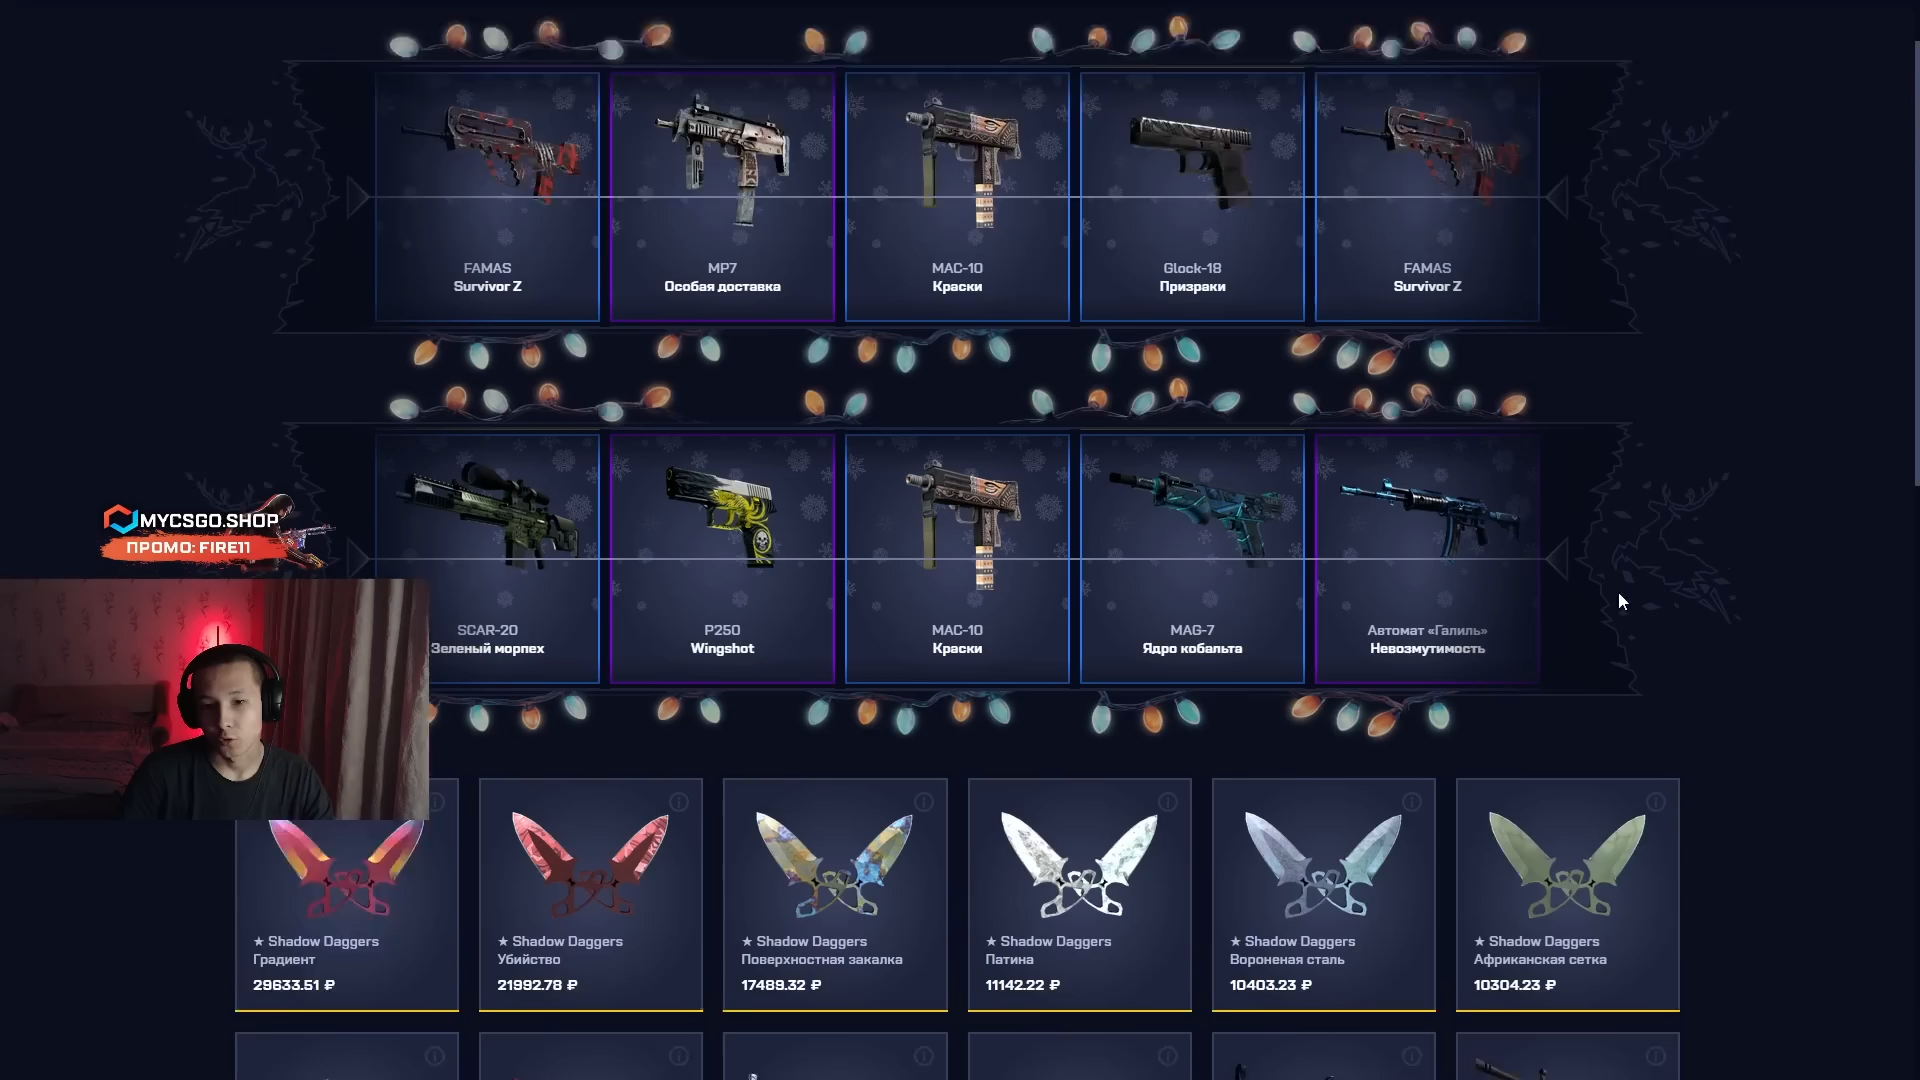 FAMAS
Survivor Z
MP7
Особая доставка
MAC-10
Краски
Glock-18
Призраки
FAMAS
Survivor Z
MYCSGO.SHOP
ПРОМО: FIRE11
SCAR-20
Зеленый морпех
P250
Wingshot
MAC-10
Краски
MAG-7
Ядро кобальта
Автомат «Галиль»
Невозмутимость
★ Shadow Daggers
Градиент
29633.51 ₽
★ Shadow Daggers
Убийство
21992.78 ₽
★ Shadow Daggers
Поверхностная закалка
17489.32 ₽
★ Shadow Daggers
Патина
11142.22 ₽
★ Shadow Daggers
Вороненая сталь
10403.23 ₽
★ Shadow Daggers
Африканская сетка
10304.23 ₽